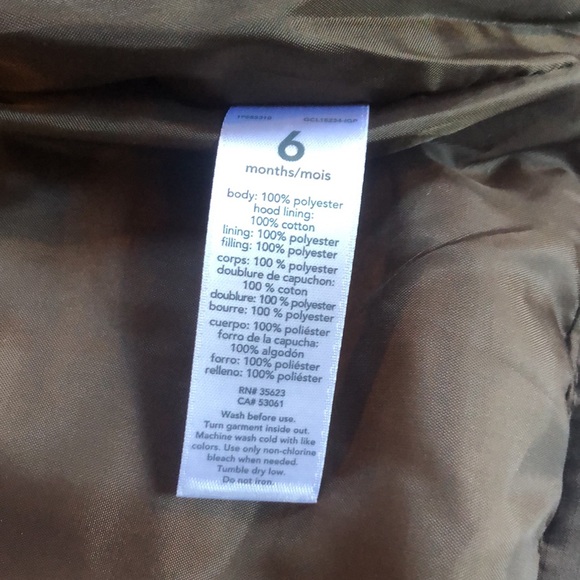 6
months/mois
body: 100% polyester
hood lining:
100% cotton
lining: 100% polyester
filling: 100% polyester
corps: 100 % polyester
doublure de capuchon:
100 % coton
doublure: 100 % polyester
bourre: 100 % polyester
cuerpo: 100% poliéster
forro de la capucha:
100% algodón
forro: 100% poliéster
relleno: 100% poliéster
RN# 35623
CA# 53061
Wash before use.
Turn garment inside out.
Machine wash cold with like
colors. Use only non-chlorine
bleach when needed.
Tumble dry low.
Do not iron.